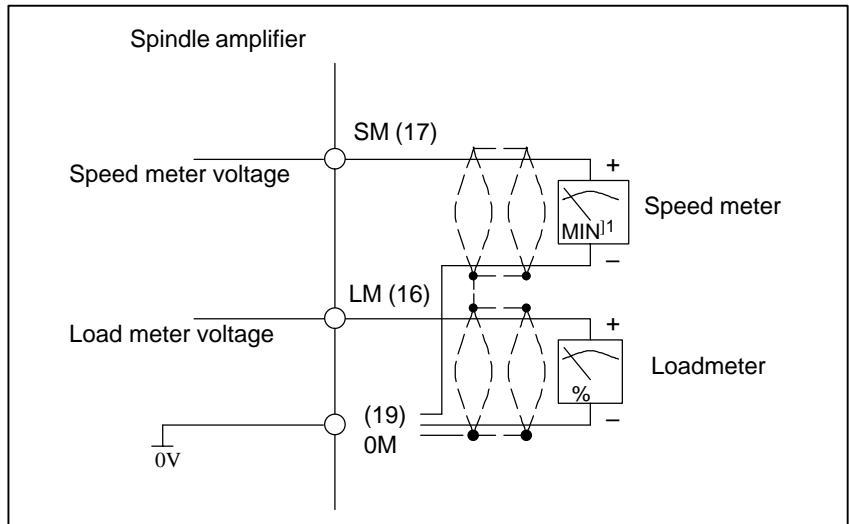 Spindle amplifier
SM (17)
Speed meter voltage
+
Speed meter
MIN]1
–
LM (16)
Load meter voltage
+
Loadmeter
%
–
(19)
0M
0V